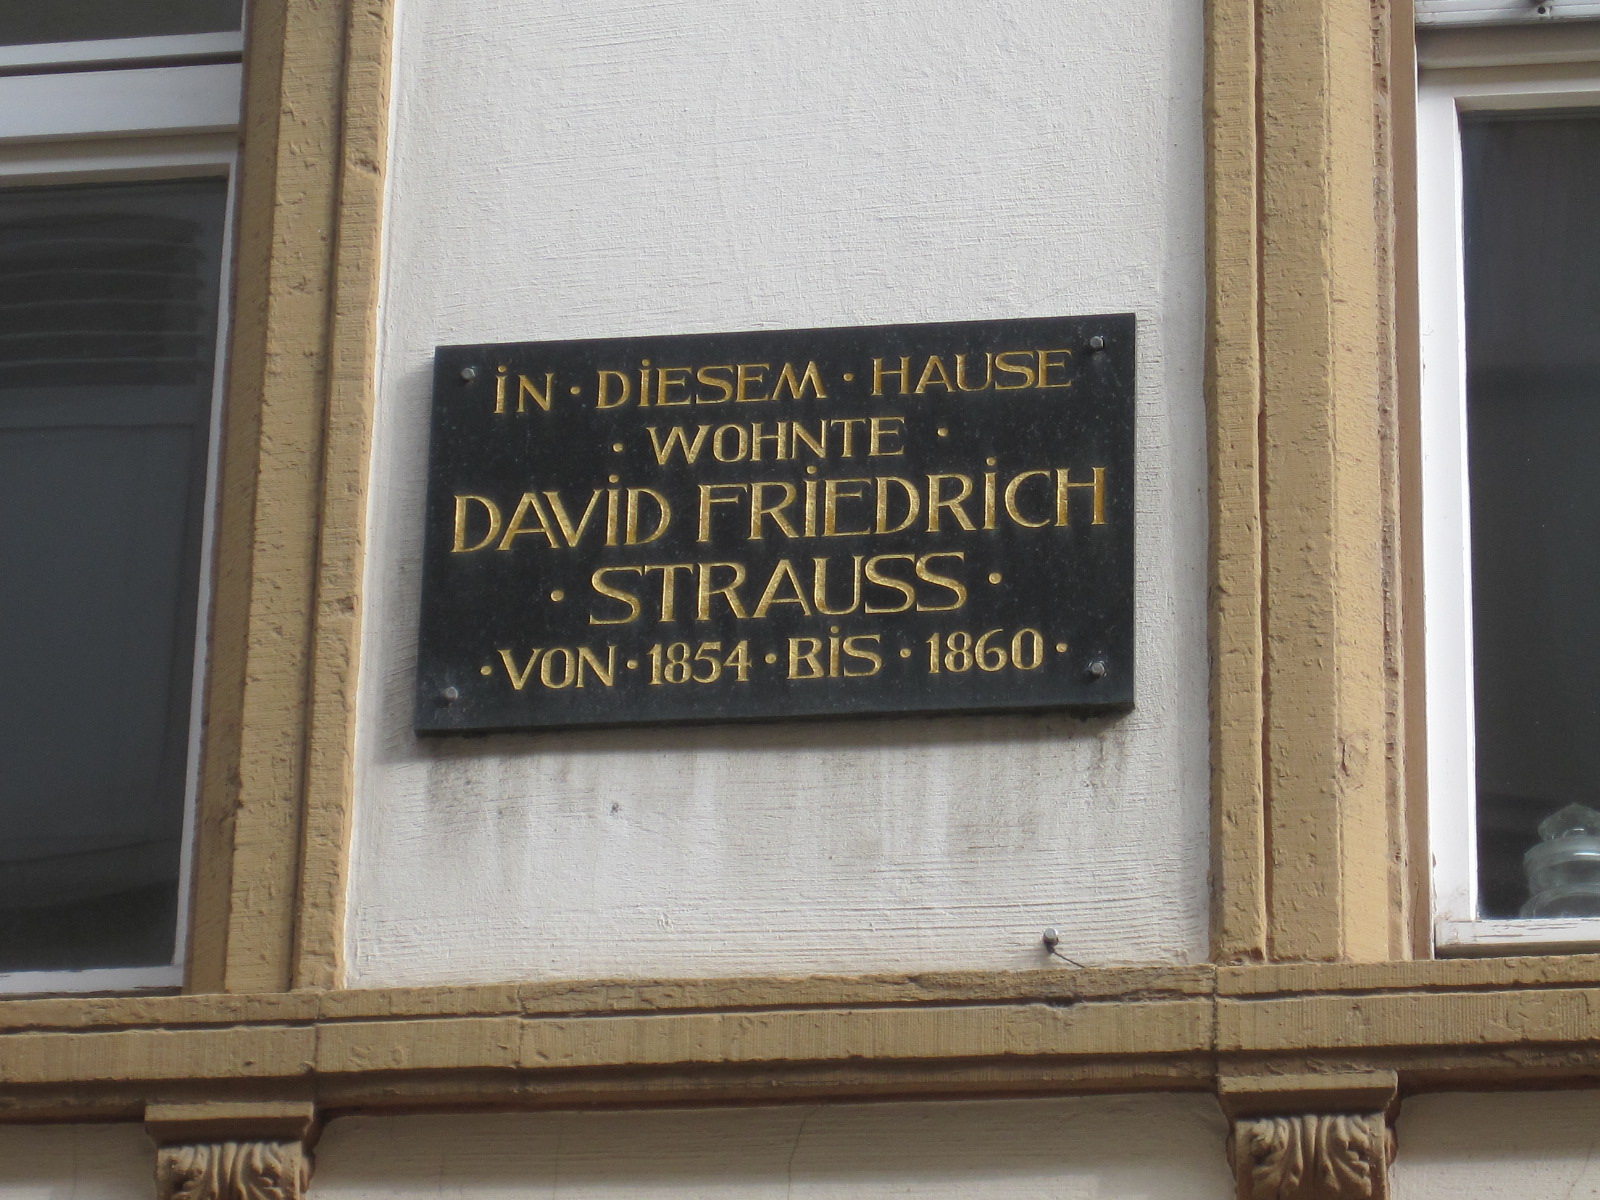 IN · DIESEM · HAUSE
· WOHNTE ·
DAVID FRIEDRICH
· STRAUSS ·
· VON · 1854 · BIS · 1860 ·